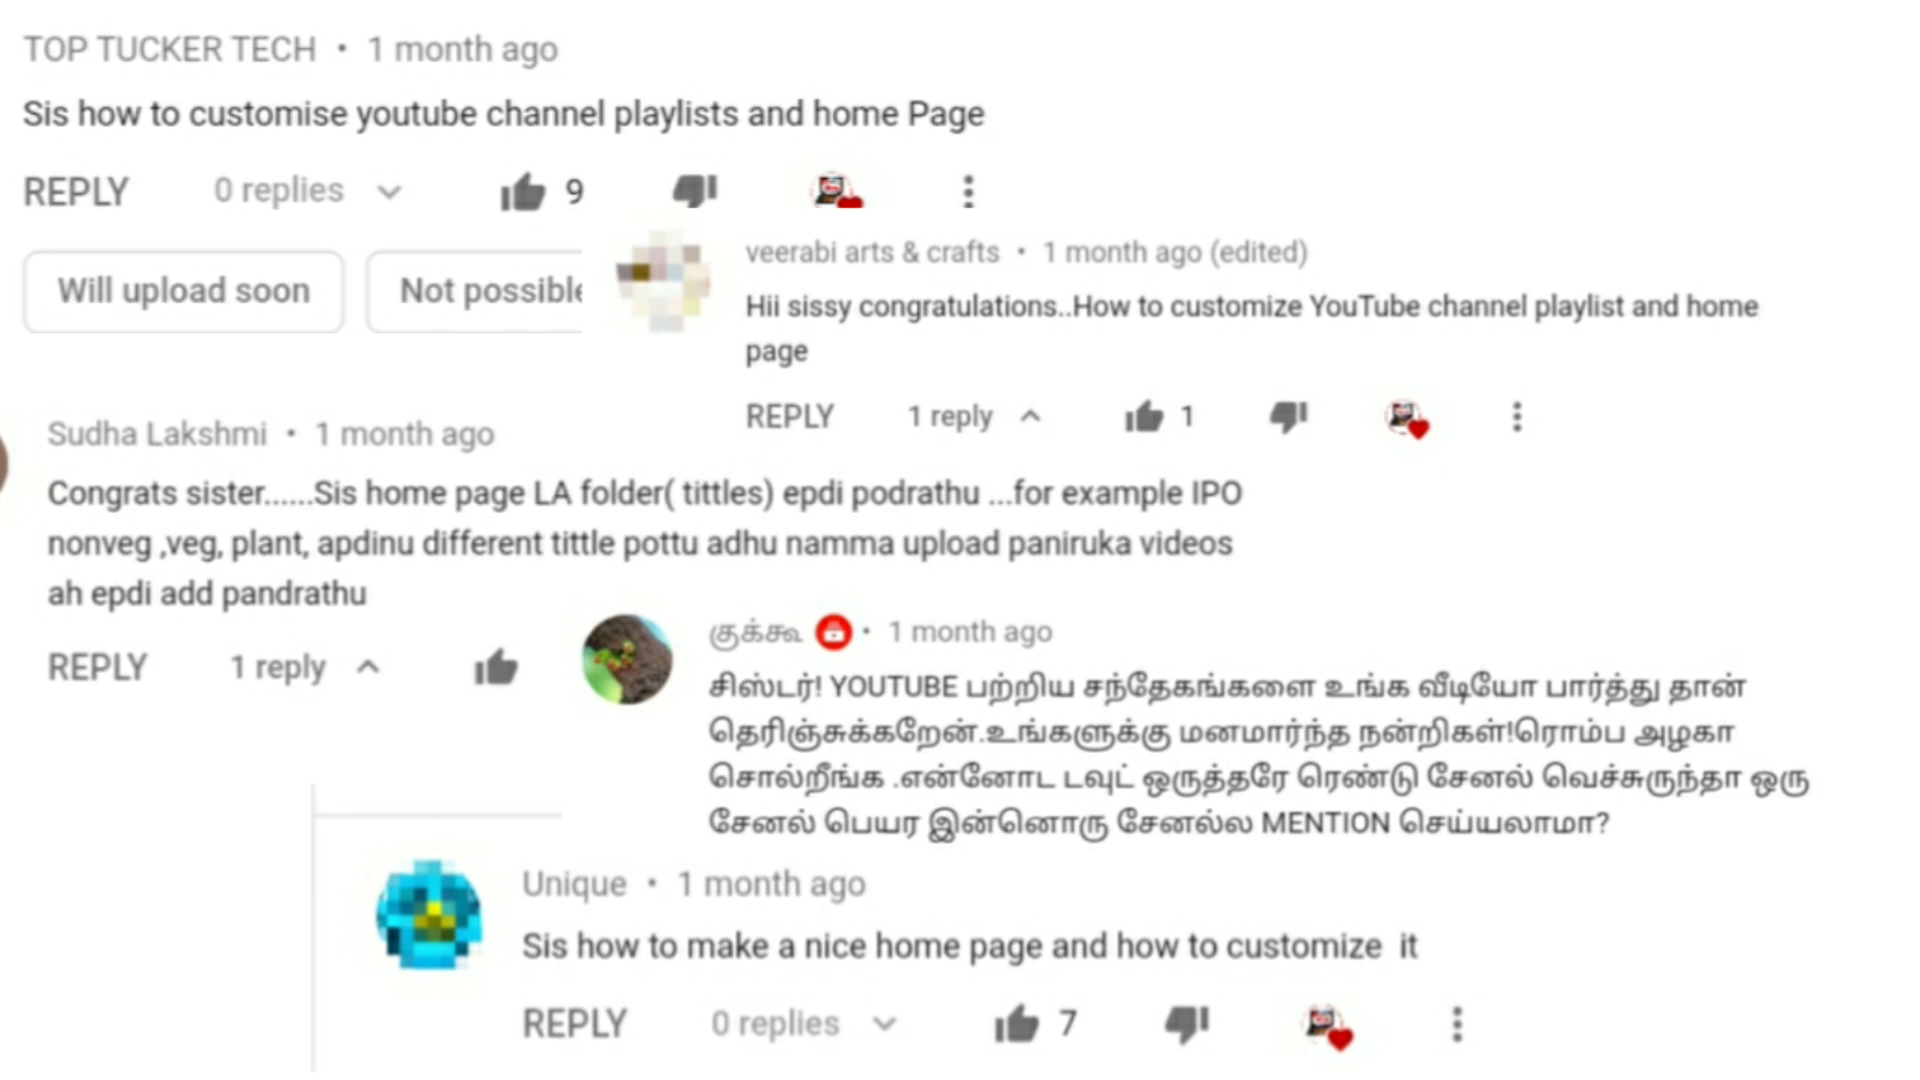 TOP TUCKER TECH • 1 month ago
Sis how to customise youtube channel playlists and home Page
REPLY 0 replies 9
Will upload soon Not possible
veerabi arts & crafts • 1 month ago (edited)
Hii sissy congratulations..How to customize YouTube channel playlist and home
page
REPLY 1 reply 1
Sudha Lakshmi • 1 month ago
Congrats sister......Sis home page LA folder( tittles) epdi podrathu ...for example IPO
nonveg ,veg, plant, apdinu different tittle pottu adhu namma upload paniruka videos
ah epdi add pandrathu
REPLY 1 reply
குக்கூ • 1 month ago
சிஸ்டர்! YOUTUBE பற்றிய சந்தேகங்களை உங்க வீடியோ பார்த்து தான்
தெரிஞ்சுக்கறேன்.உங்களுக்கு மனமார்ந்த நன்றிகள்!ரொம்ப அழகா
சொல்றீங்க .என்னோட டவுட் ஒருத்தரே ரெண்டு சேனல் வெச்சுருந்தா ஒரு
சேனல் பெயர இன்னொரு சேனல்ல MENTION செய்யலாமா?
Unique • 1 month ago
Sis how to make a nice home page and how to customize it
REPLY 0 replies 7